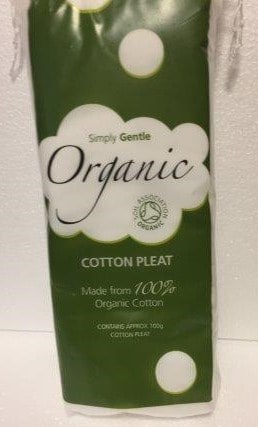 Simply Gentle
Organic
SOIL ASSOCIATION
ORGANIC
COTTON PLEAT
Made from 100%
Organic Cotton
CONTAINS APPROX. 100g
COTTON PLEAT